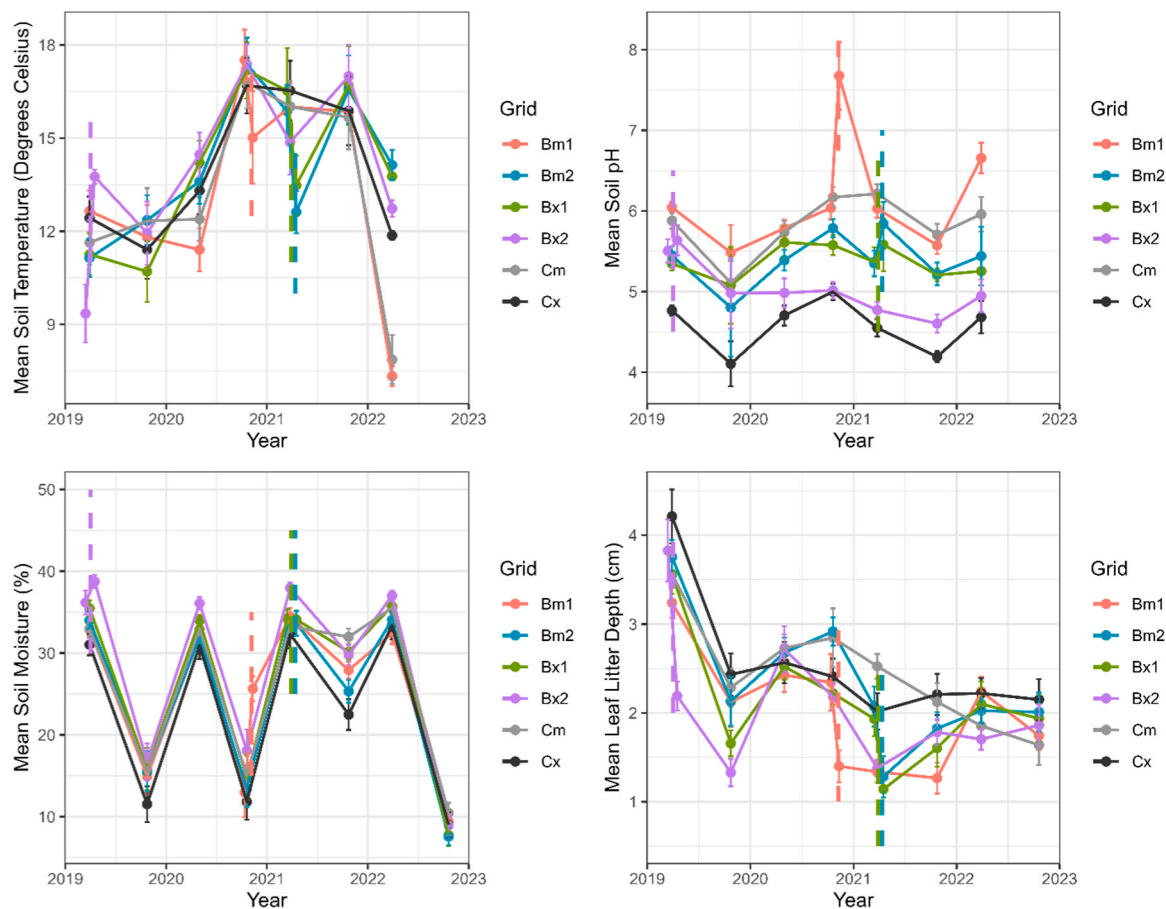 Mean Soil Temperature (Degrees Celsius)
18
15
12
9
2019 2020 2021 2022 2023
Year
Grid
Bm1
Bm2
Bx1
Bx2
Cm
Cx
Mean Soil pH
8
7
6
5
4
2019 2020 2021 2022 2023
Year
Grid
Bm1
Bm2
Bx1
Bx2
Cm
Cx
Mean Soil Moisture (%)
50
40
30
20
10
2019 2020 2021 2022 2023
Year
Grid
Bm1
Bm2
Bx1
Bx2
Cm
Cx
Mean Leaf Litter Depth (cm)
4
3
2
1
2019 2020 2021 2022 2023
Year
Grid
Bm1
Bm2
Bx1
Bx2
Cm
Cx